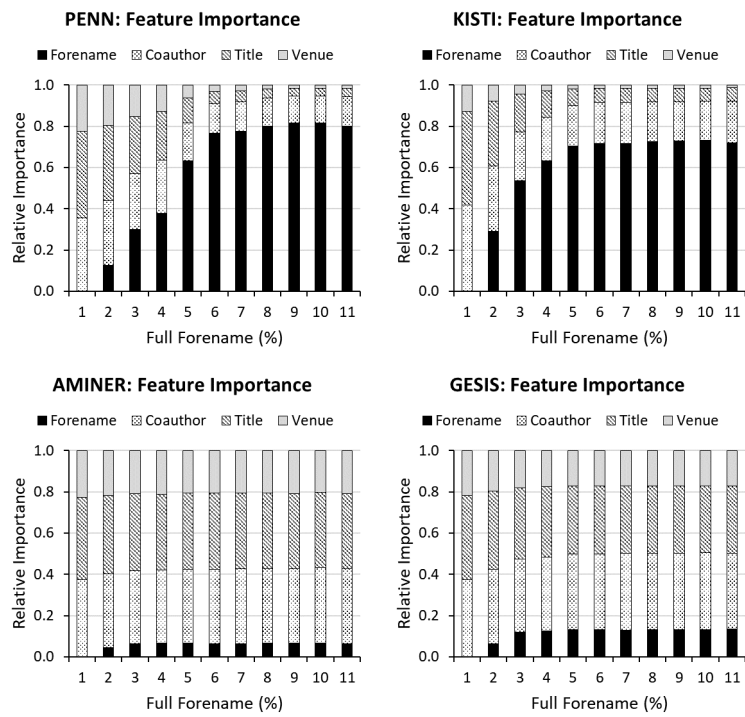 PENN: Feature Importance
Forename Coauthor Title Venue
Relative Importance
1.0
0.8
0.6
0.4
0.2
0.0
1 2 3 4 5 6 7 8 9 10 11
Full Forename (%)
KISTI: Feature Importance
Forename Coauthor Title Venue
Relative Importance
1.0
0.8
0.6
0.4
0.2
0.0
1 2 3 4 5 6 7 8 9 10 11
Full Forename (%)
AMINER: Feature Importance
Forename Coauthor Title Venue
Relative Importance
1.0
0.8
0.6
0.4
0.2
0.0
1 2 3 4 5 6 7 8 9 10 11
Full Forename (%)
GESIS: Feature Importance
Forename Coauthor Title Venue
Relative Importance
1.0
0.8
0.6
0.4
0.2
0.0
1 2 3 4 5 6 7 8 9 10 11
Full Forename (%)